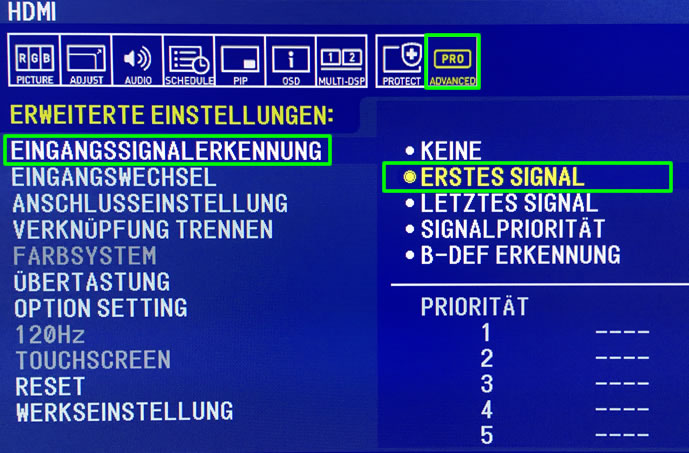 HDMI
RGB
1 2
PRO
PICTURE ADJUST AUDIO SCHEDULE PIP OSD MULTI-DSP PROTECT ADVANCED
ERWEITERTE EINSTELLUNGEN:
EINGANGSSIGNALERKENNUNG
EINGANGSWECHSEL
ANSCHLUSSEINSTELLUNG
VERKNÜPFUNG TRENNEN
FARBSYSTEM
ÜBERTASTUNG
OPTION SETTING
120Hz
TOUCHSCREEN
RESET
WERKSEINSTELLUNG
• KEINE
ERSTES SIGNAL
• LETZTES SIGNAL
• SIGNALPRIORITÄT
• B-DEF ERKENNUNG
PRIORITÄT
1 ----
2 ----
3 ----
4 ----
5 ----